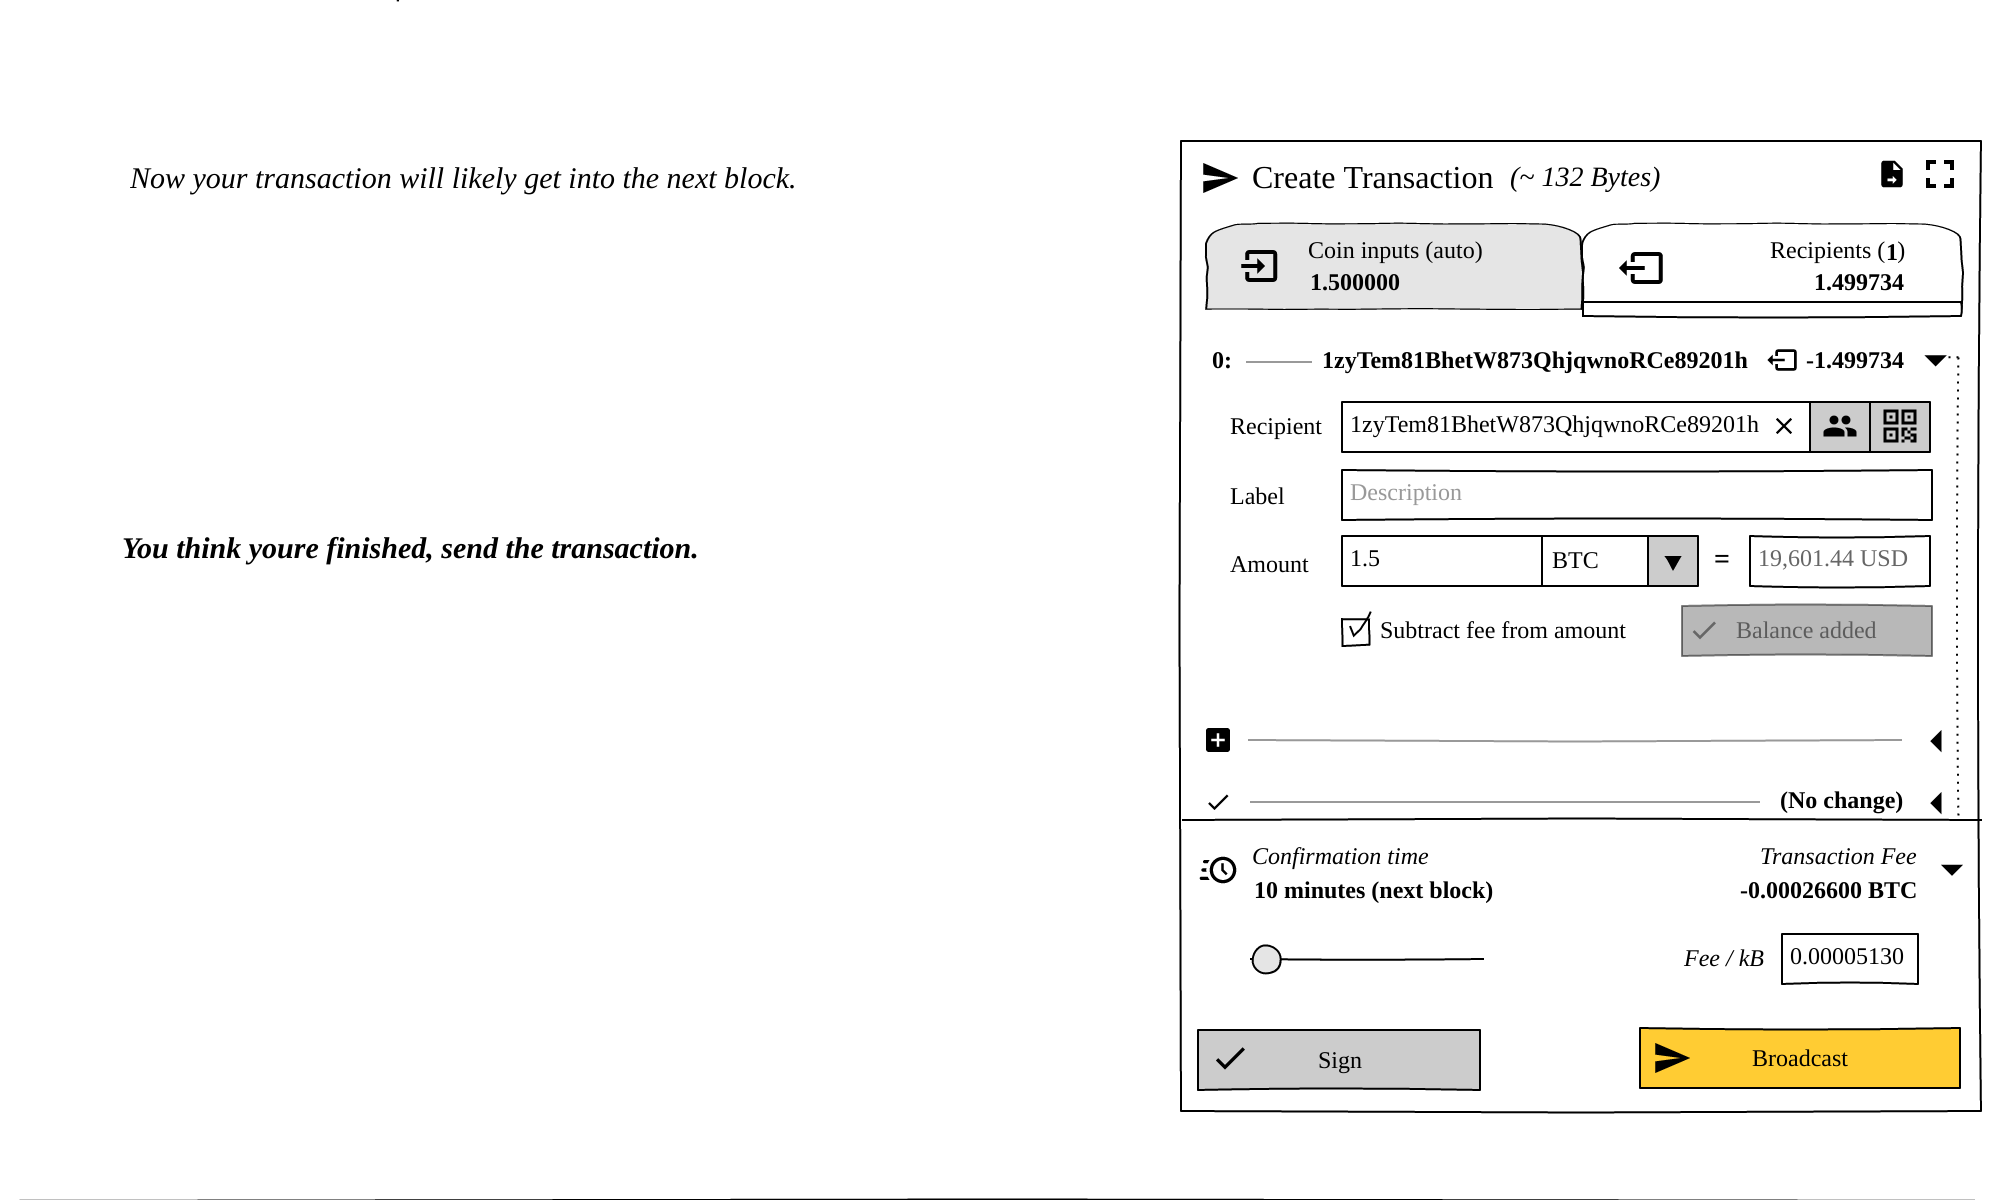 Now your transaction will likely get into the next block.
You think youre finished, send the transaction.
Create Transaction (~ 132 Bytes)
Coin inputs (auto)
1.500000
Recipients (1)
1.499734
0: 1zyTem81BhetW873QhjqwnoRCe89201h -1.499734
Recipient 1zyTem81BhetW873QhjqwnoRCe89201h
Label Description
Amount 1.5 BTC = 19,601.44 USD
Subtract fee from amount Balance added
(No change)
Confirmation time
10 minutes (next block)
Transaction Fee
-0.00026600 BTC
Fee / kB 0.00005130
Sign Broadcast